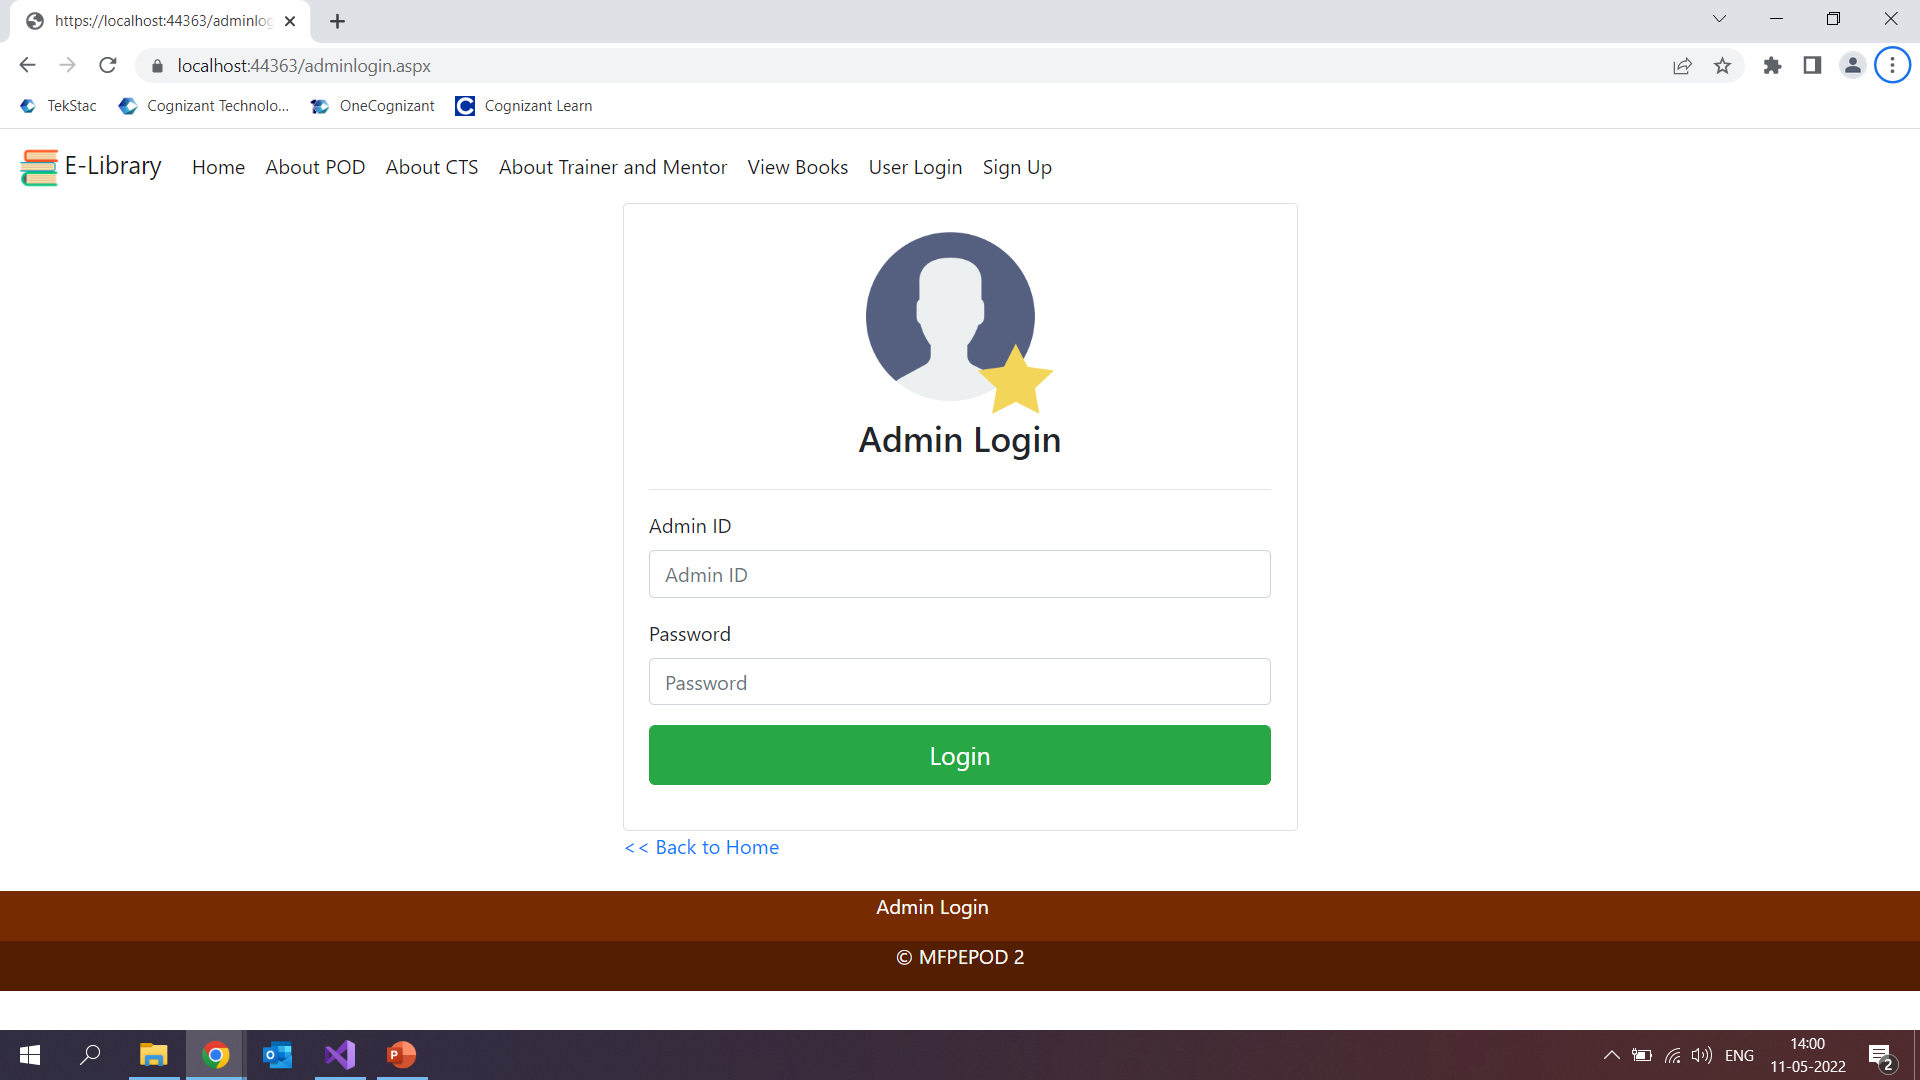 https://localhost:44363/adminlog
localhost:44363/adminlogin.aspx
TekStac Cognizant Technolo... OneCognizant C Cognizant Learn
E-Library Home About POD About CTS About Trainer and Mentor View Books User Login Sign Up
Admin Login
Admin ID
Admin ID
Password
Password
Login
<< Back to Home
Admin Login
© MFPEPOD 2
14:00
ENG
11-05-2022
2